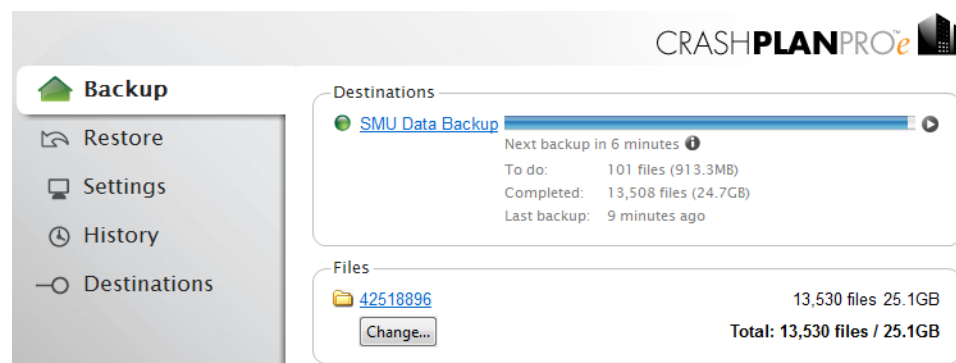 CRASHPLANPROe™
Backup
Restore
Settings
History
Destinations
Destinations
SMU Data Backup
Next backup in 6 minutes
To do: 101 files (913.3MB)
Completed: 13,508 files (24.7GB)
Last backup: 9 minutes ago
Files
42518896 13,530 files 25.1GB
Change...
Total: 13,530 files / 25.1GB